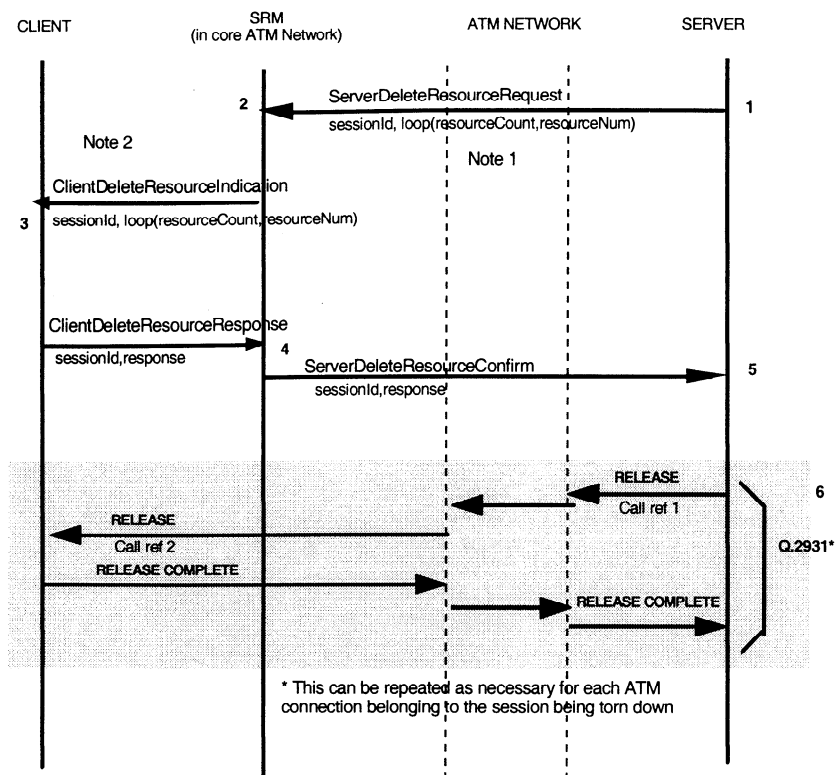 CLIENT
SRM
(in core ATM Network)
ATM NETWORK
SERVER
ServerDeleteResourceRequest
2
1
sessionId, loop(resourceCount,resourceNum)
Note 2
Note 1
ClientDeleteResourceIndication
3
sessionId, loop(resourceCount,resourceNum)
ClientDeleteResourceResponse
sessionId,response
4
ServerDeleteResourceConfirm
5
sessionId,response
RELEASE
6
Call ref 1
RELEASE
Call ref 2
Q.2931*
RELEASE COMPLETE
RELEASE COMPLETE
* This can be repeated as necessary for each ATM
connection belonging to the session being torn down